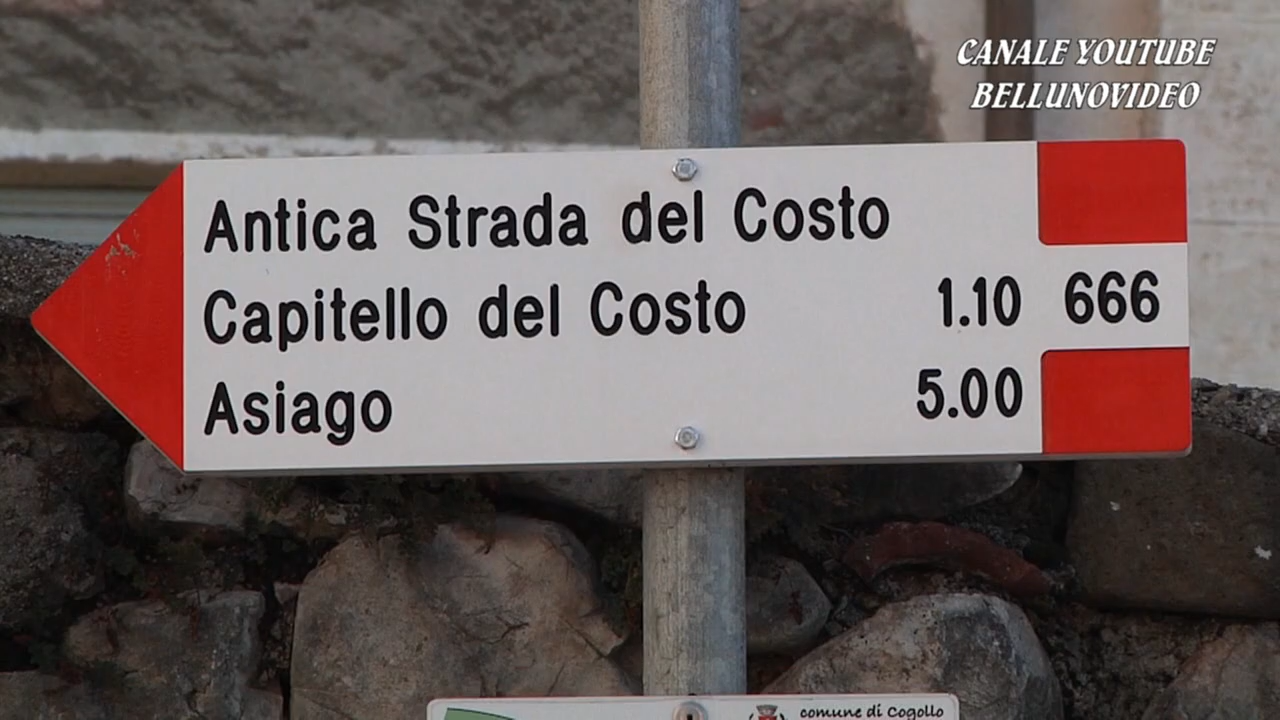 CANALE YOUTUBE
BELLUNOVIDEO
Antica Strada del Costo
Capitello del Costo 1.10 666
Asiago 5.00
comune di Cogollo